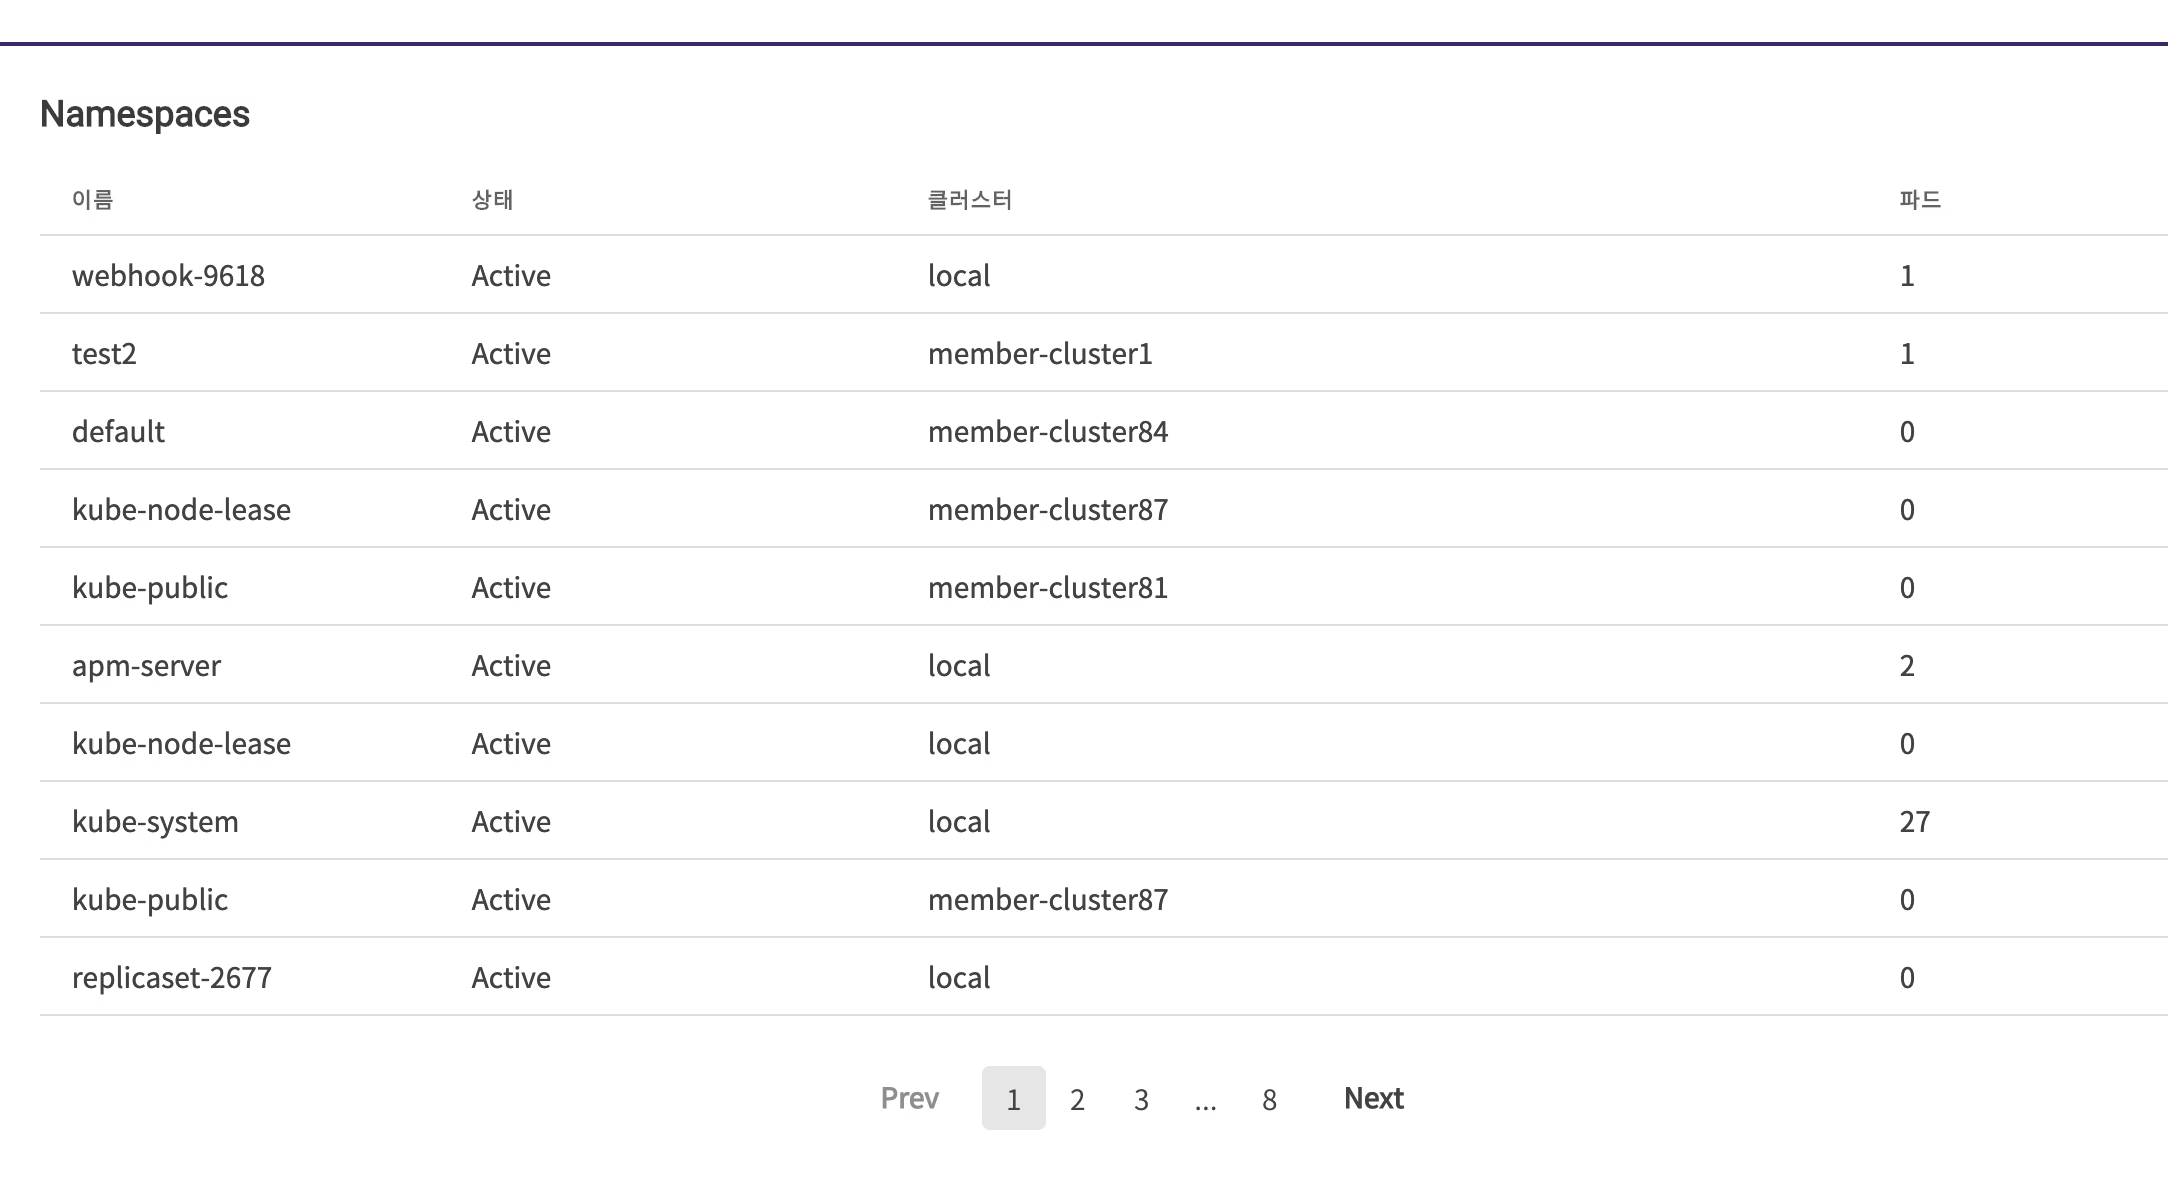 Namespaces
이름 상태 클러스터 파드
webhook-9618 Active local 1
test2 Active member-cluster1 1
default Active member-cluster84 0
kube-node-lease Active member-cluster87 0
kube-public Active member-cluster81 0
apm-server Active local 2
kube-node-lease Active local 0
kube-system Active local 27
kube-public Active member-cluster87 0
replicaset-2677 Active local 0
Prev 1 2 3 ... 8 Next